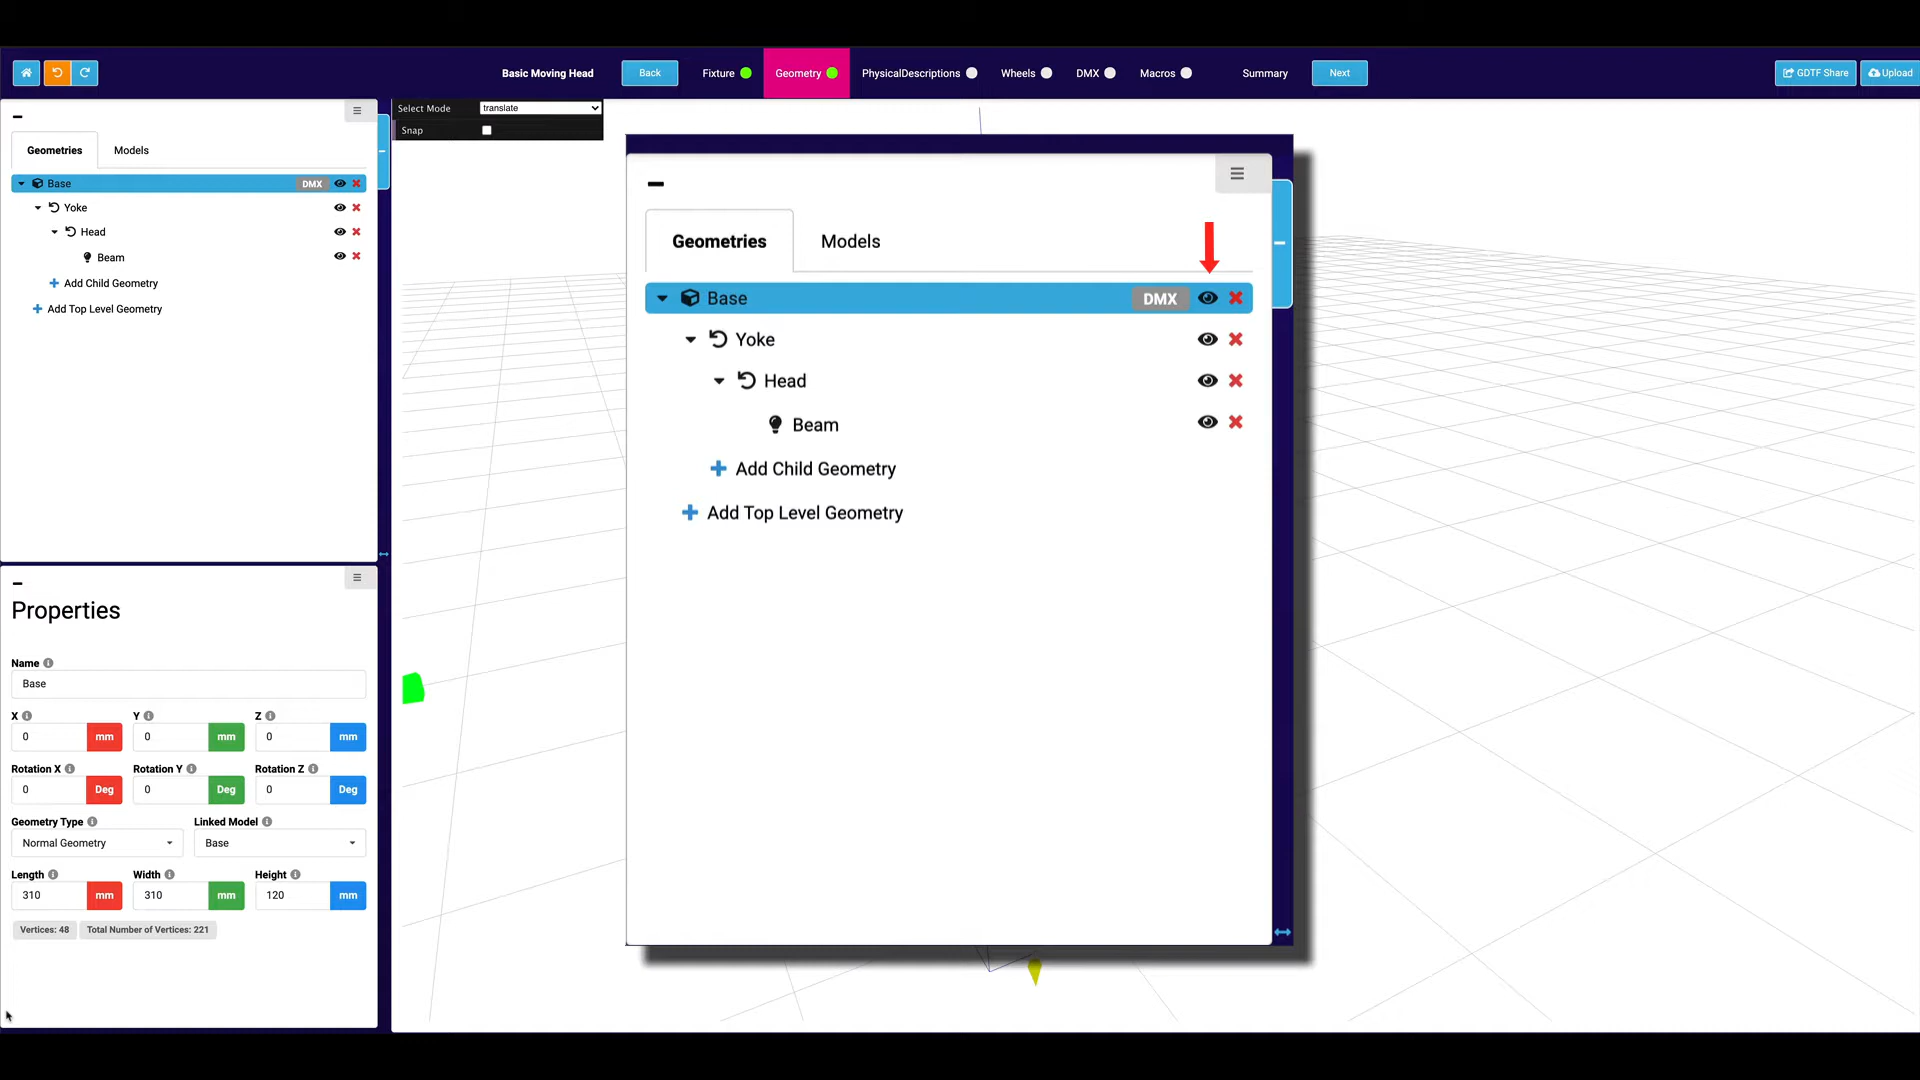 Basic Moving Head
Back
Fixture
Geometry
PhysicalDescriptions
Wheels
DMX
Macros
Summary
Next
GDTF Share
Upload
Select Mode
translate
Snap
Geometries
Models
Base
DMX
Yoke
Head
Beam
Add Child Geometry
Add Top Level Geometry
Geometries
Models
Base
DMX
Yoke
Head
Beam
Add Child Geometry
Add Top Level Geometry
Properties
Name
Base
X Y Z
0 mm 0 mm 0 mm
Rotation X Rotation Y Rotation Z
0 Deg 0 Deg 0 Deg
Geometry Type Linked Model
Normal Geometry Base
Length Width Height
310 mm 310 mm 120 mm
Vertices: 48 Total Number of Vertices: 221